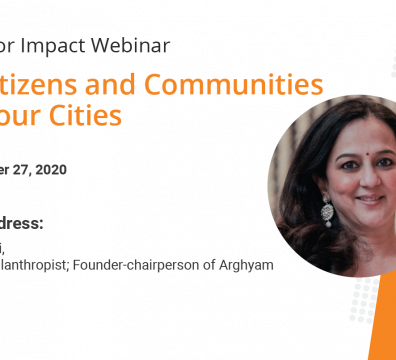 or Impact Webinar
tizens and Communities
our Cities
er 27, 2020
dress:
i,
ilanthropist; Founder-chairperson of Arghyam